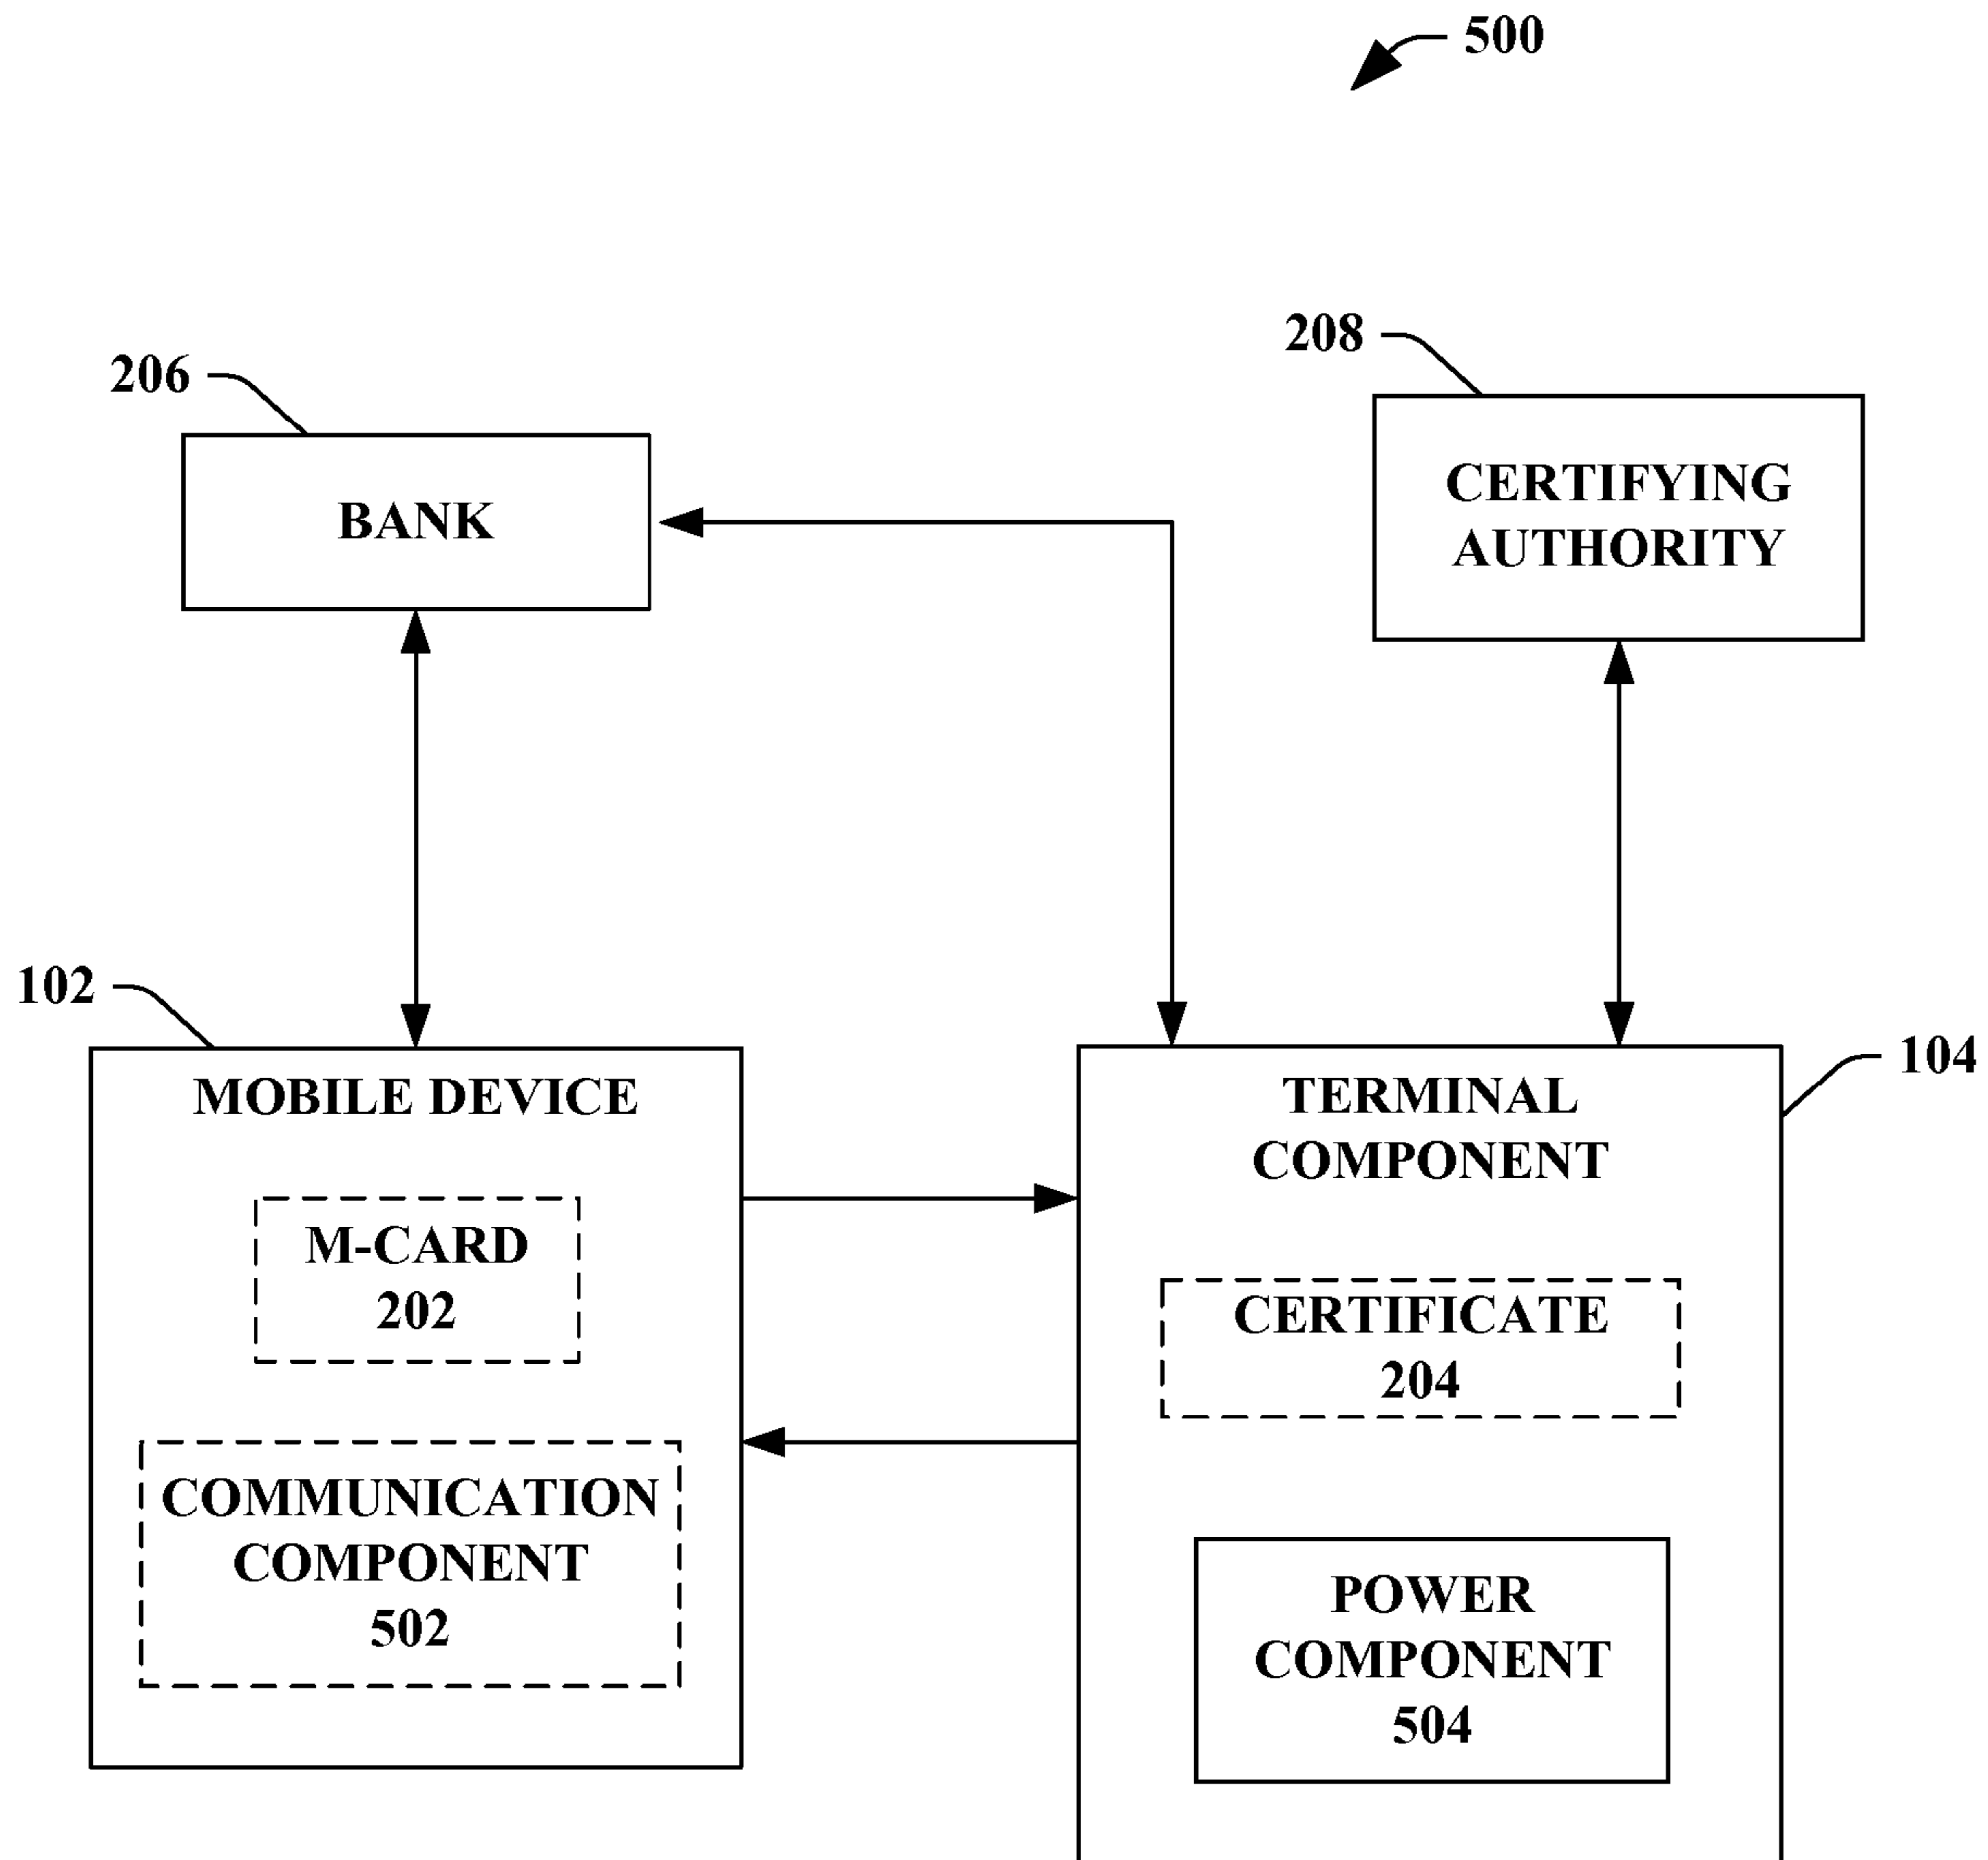 500
208
206
CERTIFYING
AUTHORITY
BANK
102
104
MOBILE DEVICE
M-CARD
202
COMMUNICATION
COMPONENT
502
TERMINAL
COMPONENT
CERTIFICATE
204
POWER
COMPONENT
504